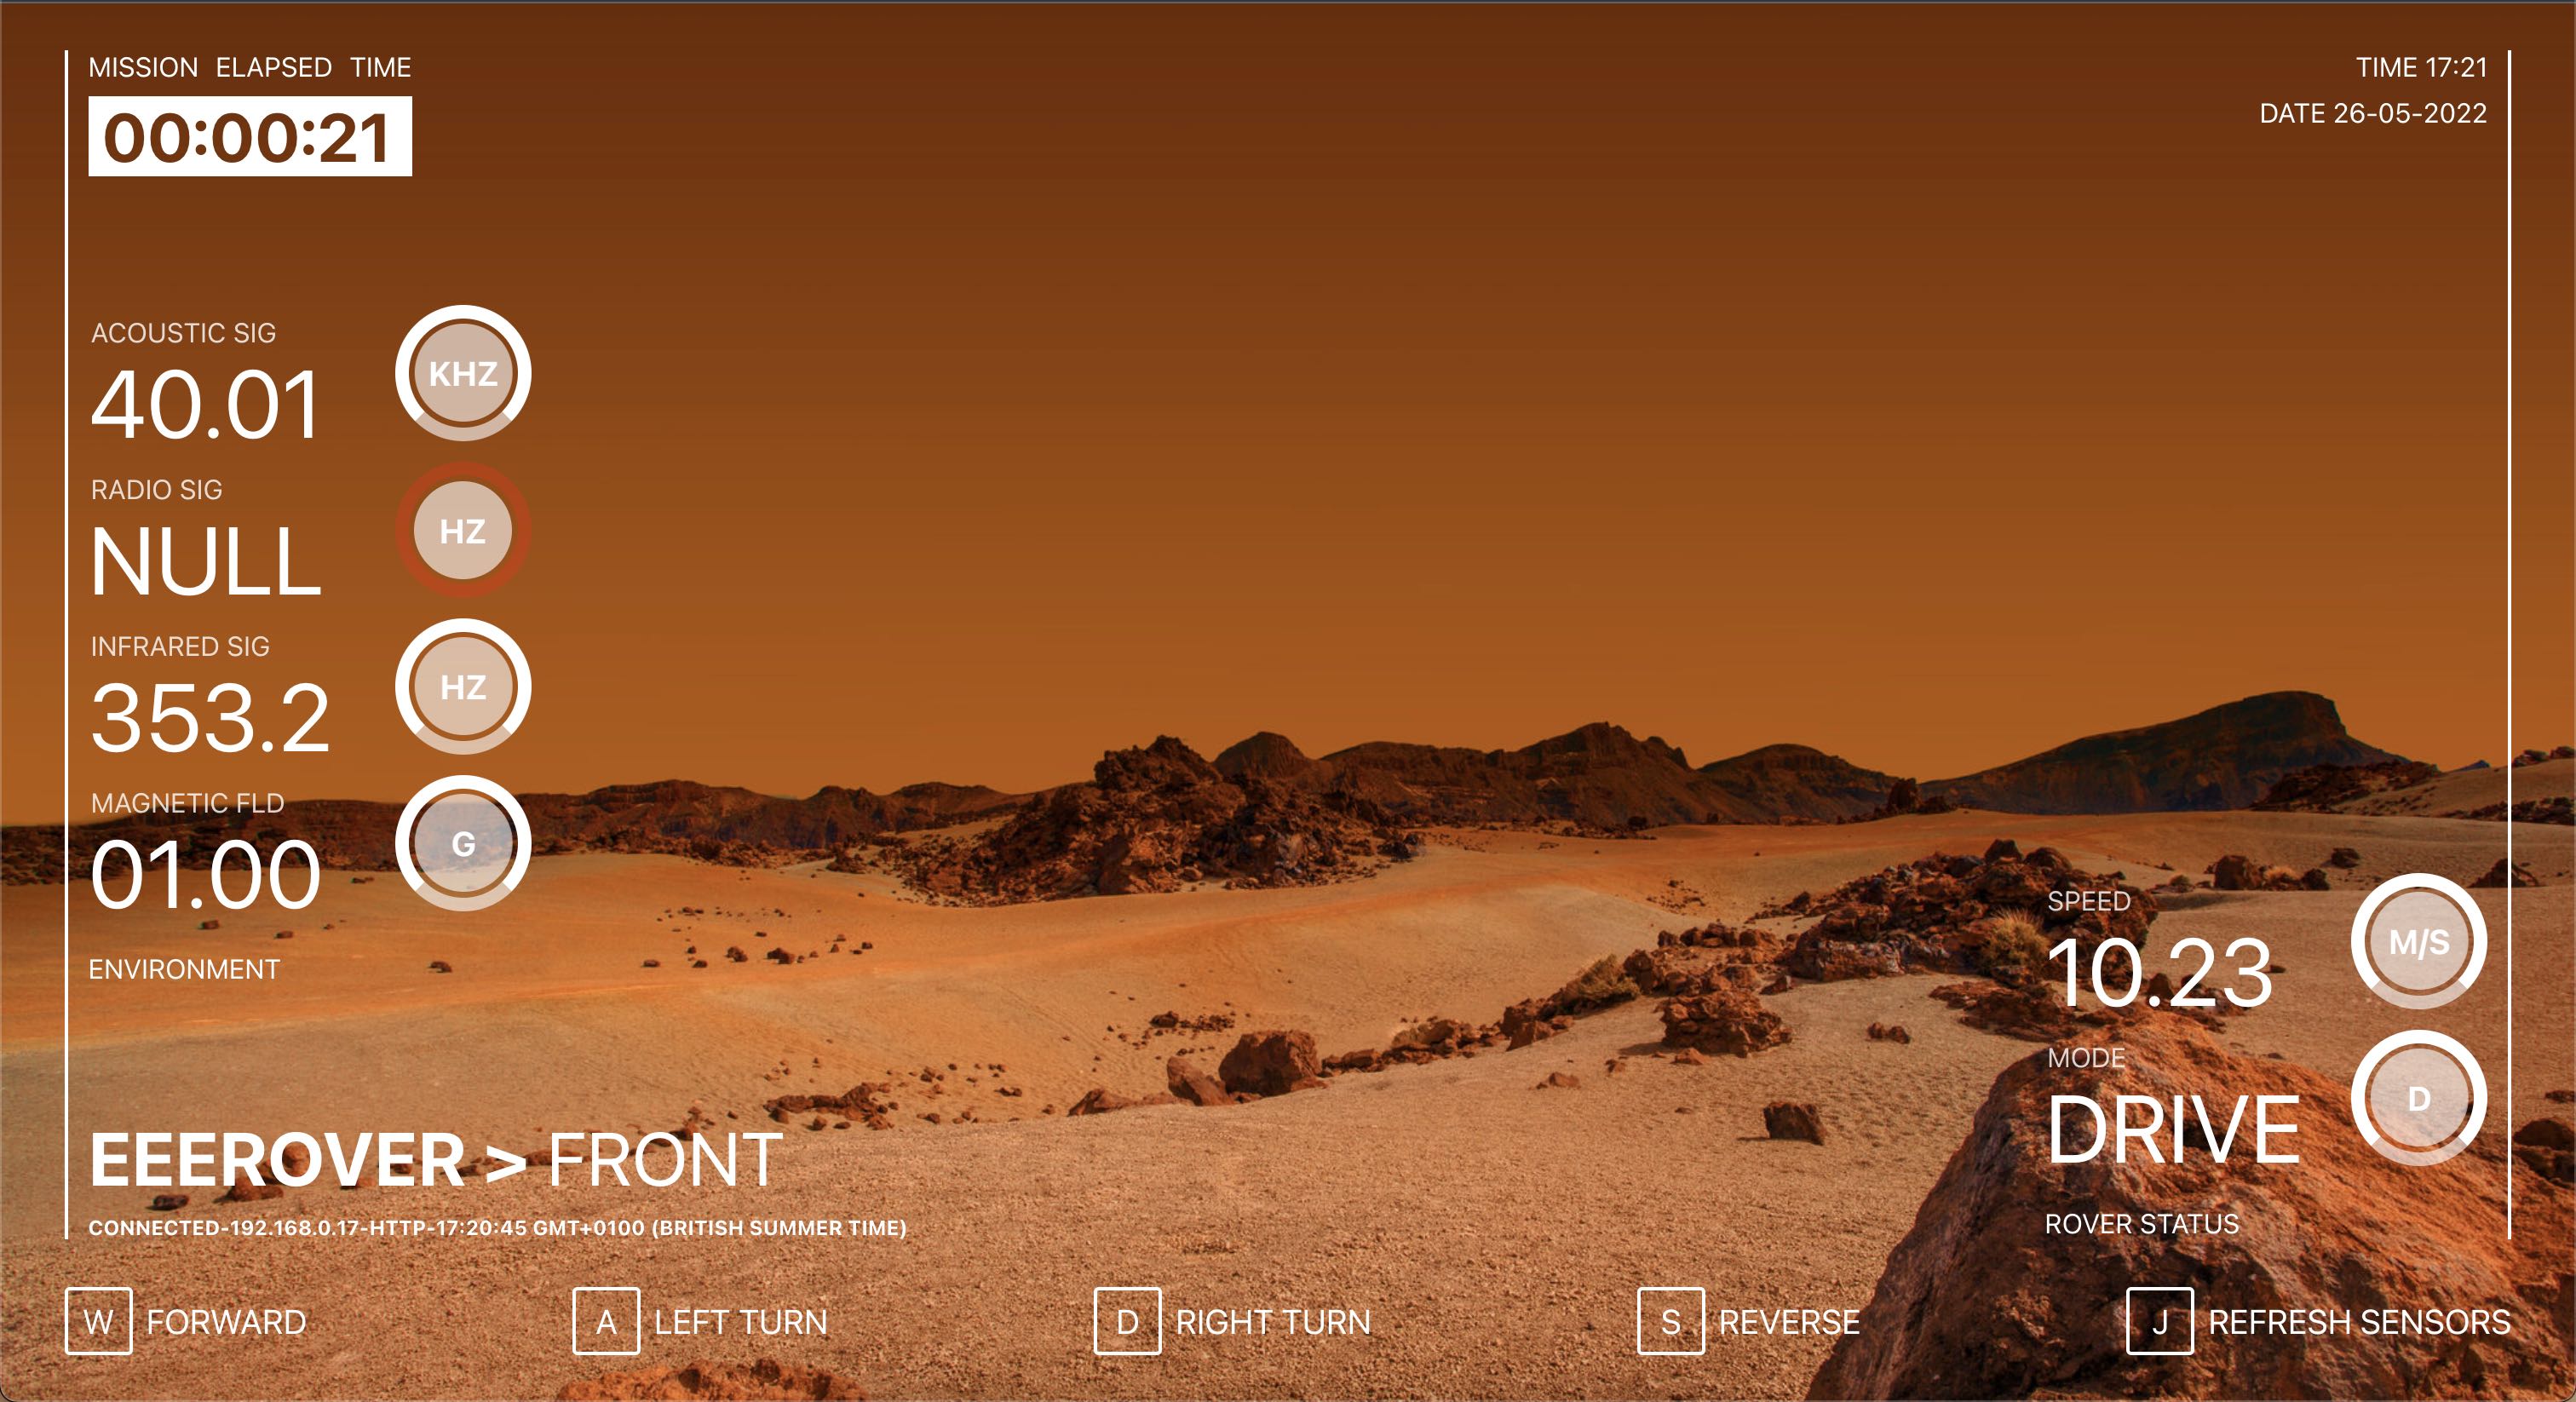 MISSION ELAPSED TIME
00:00:21
TIME 17:21
DATE 26-05-2022
ACOUSTIC SIG
40.01
KHZ
RADIO SIG
NULL
HZ
INFRARED SIG
353.2
HZ
MAGNETIC FLD
01.00
G
ENVIRONMENT
SPEED
10.23
M/S
MODE
DRIVE
D
ROVER STATUS
EEEROVER > FRONT
CONNECTED-192.168.0.17-HTTP-17:20:45 GMT+0100 (BRITISH SUMMER TIME)
W FORWARD
A LEFT TURN
D RIGHT TURN
S REVERSE
J REFRESH SENSORS